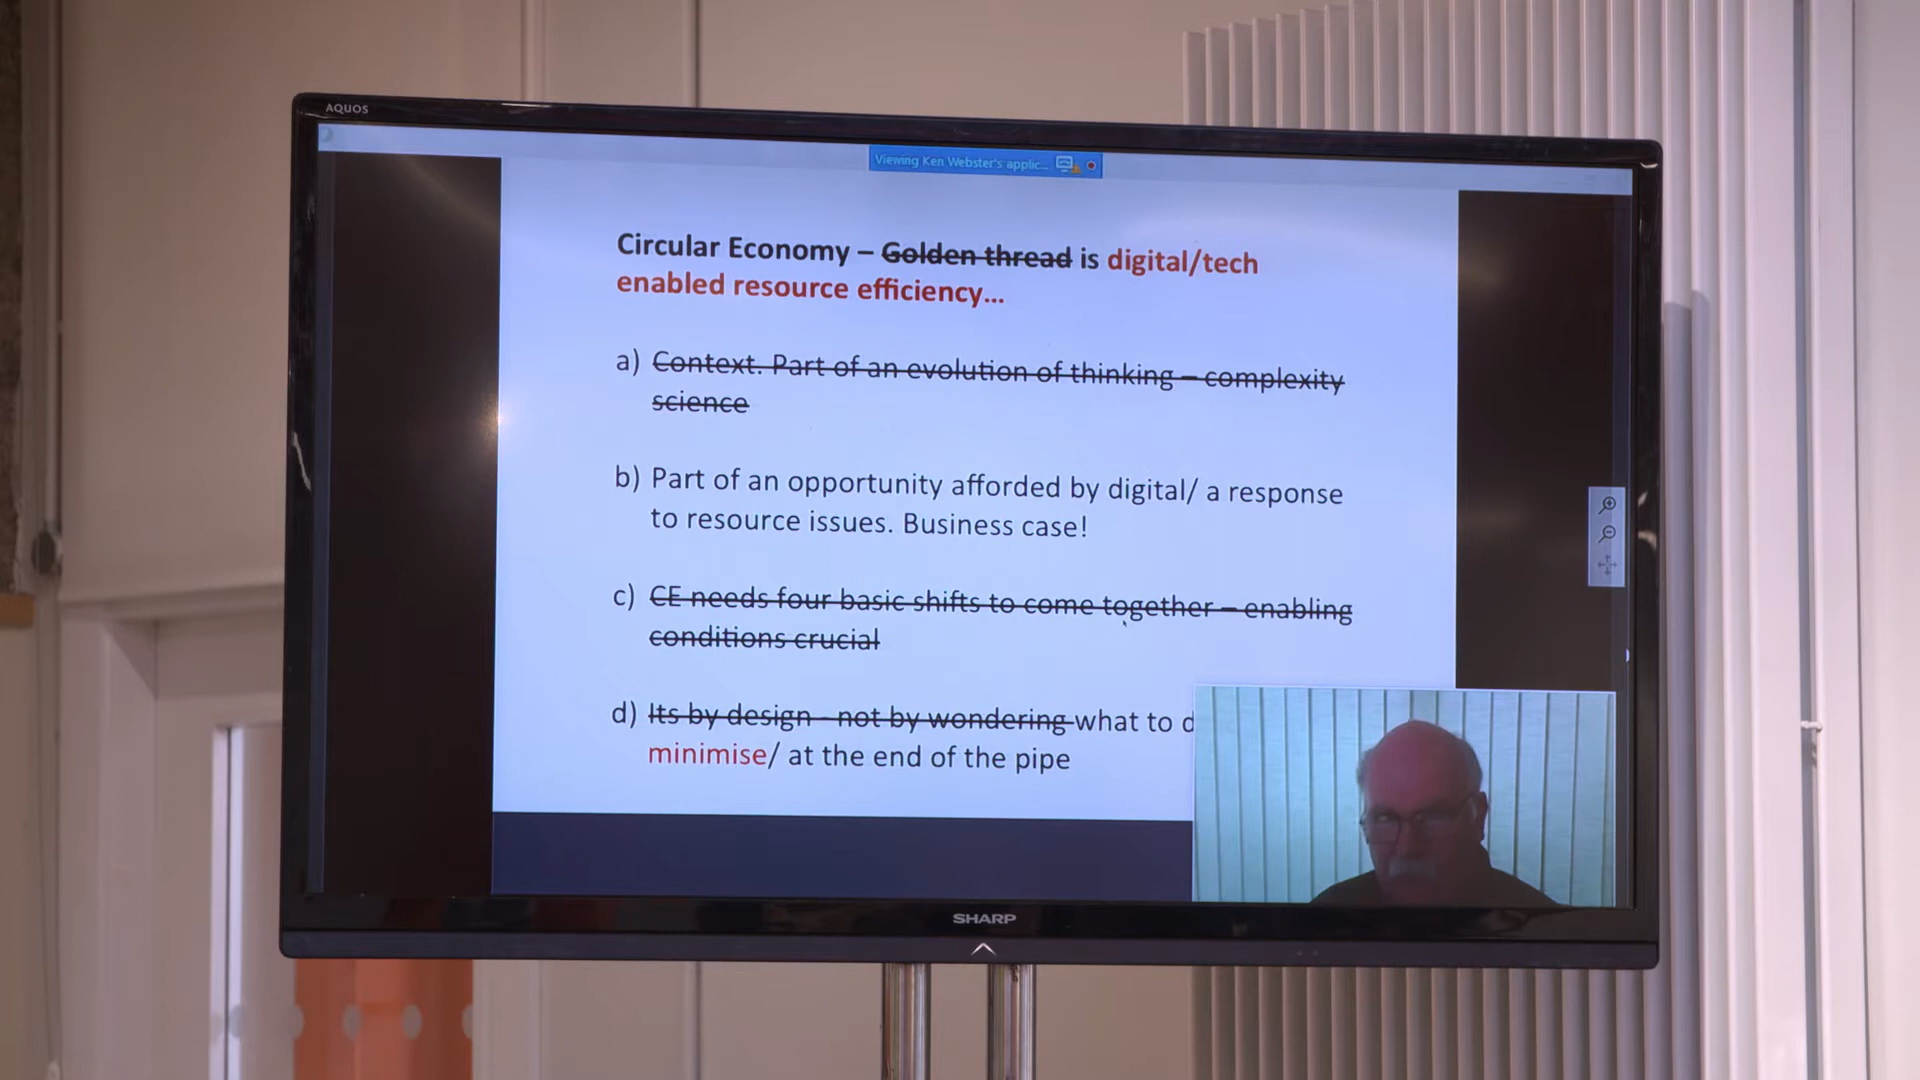 AQUOS
Viewing Ken Webster's applic...
Circular Economy – Golden thread is digital/tech
enabled resource efficiency...
a) Context. Part of an evolution of thinking – complexity
science
b) Part of an opportunity afforded by digital/ a response
to resource issues. Business case!
c) CE needs four basic shifts to come together – enabling
conditions crucial
d) Its by design - not by wondering what to
minimise/ at the end of the pipe
SHARP